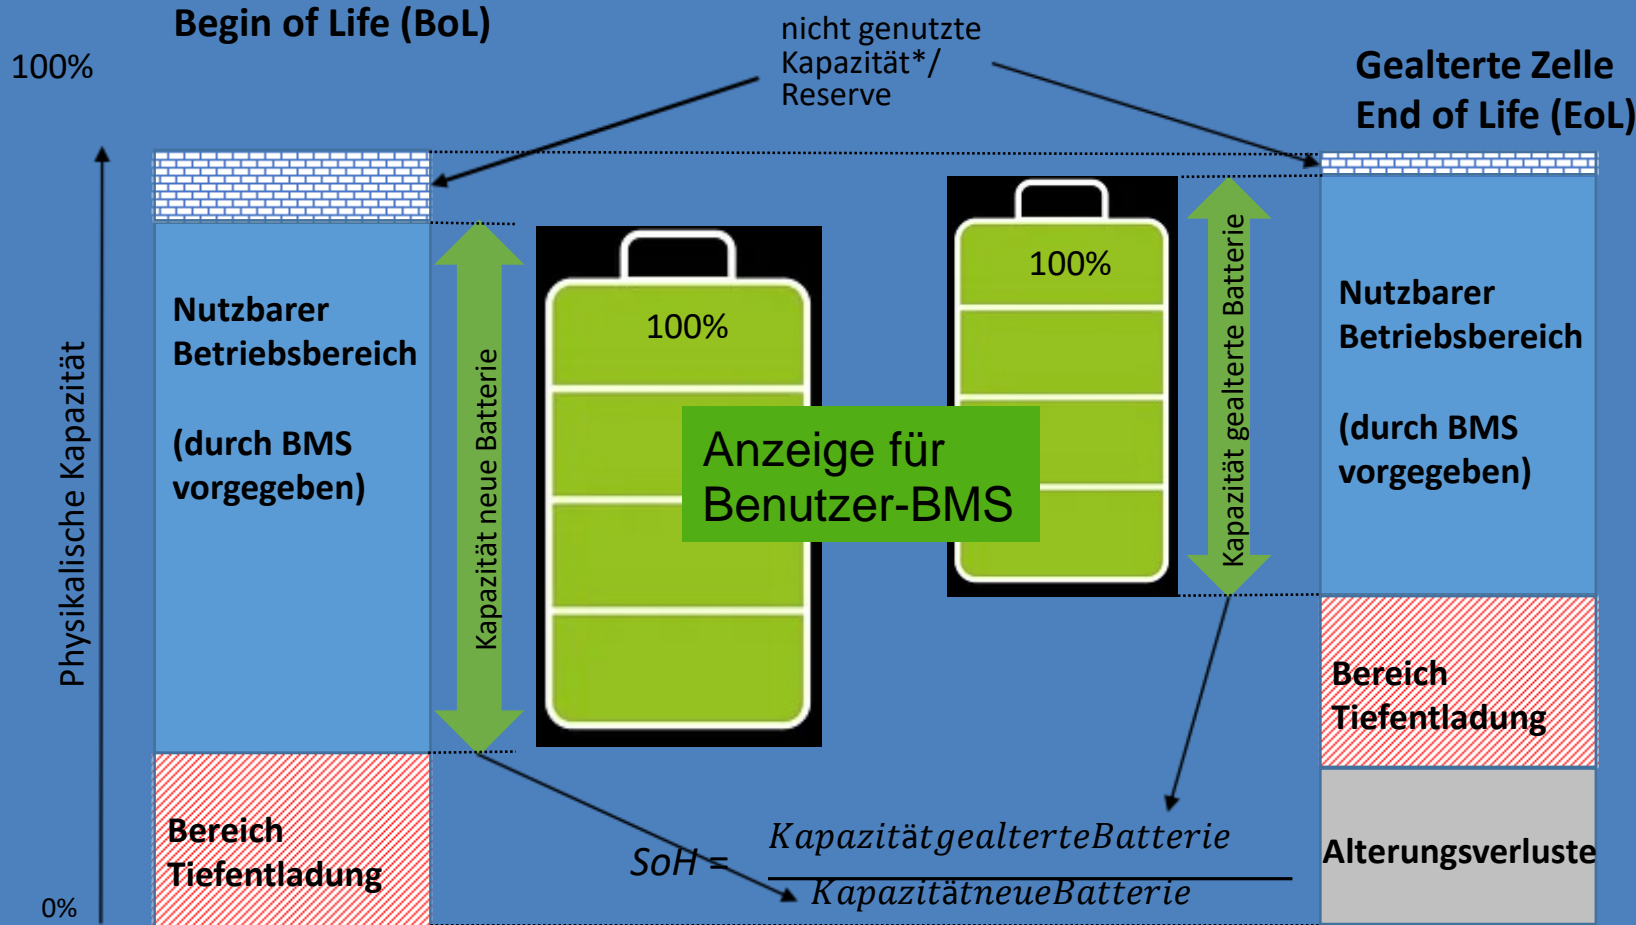 Begin of Life (BoL)
100%
nicht genutzte
Kapazität*/
Reserve
Gealterte Zelle
End of Life (EoL)
Physikalische Kapazität
Nutzbarer
Betriebsbereich
(durch BMS
vorgegeben)
Kapazität neue Batterie
100%
Anzeige für
Benutzer-BMS
100%
Kapazität gealterte Batterie
Nutzbarer
Betriebsbereich
(durch BMS
vorgegeben)
Bereich
Tiefentladung
Alterungsverluste
Bereich
Tiefentladung
0%
SoH =
KapazitätgealterteBatterie
KapazitätneueBatterie